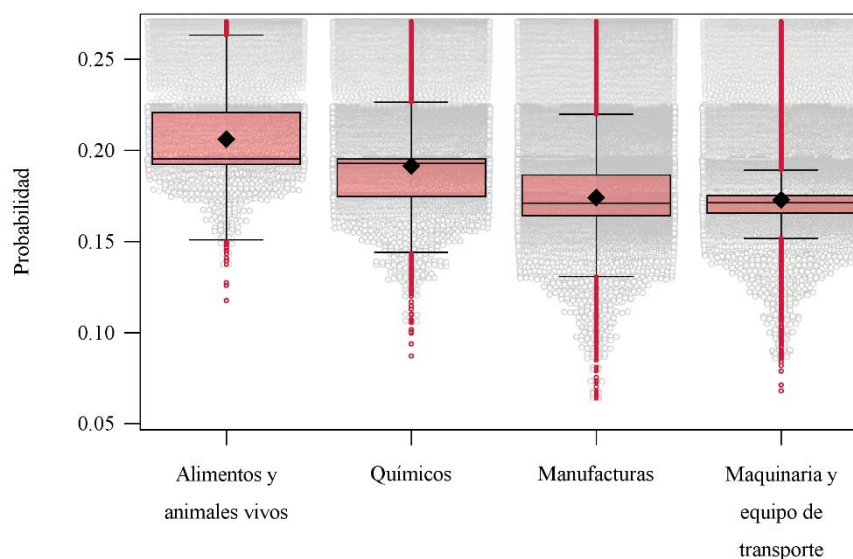 0.25
0.20
0.15
0.10
0.05
Probabilidad
Alimentos y
animales vivos
Químicos
Manufacturas
Maquinaria y
equipo de
transporte